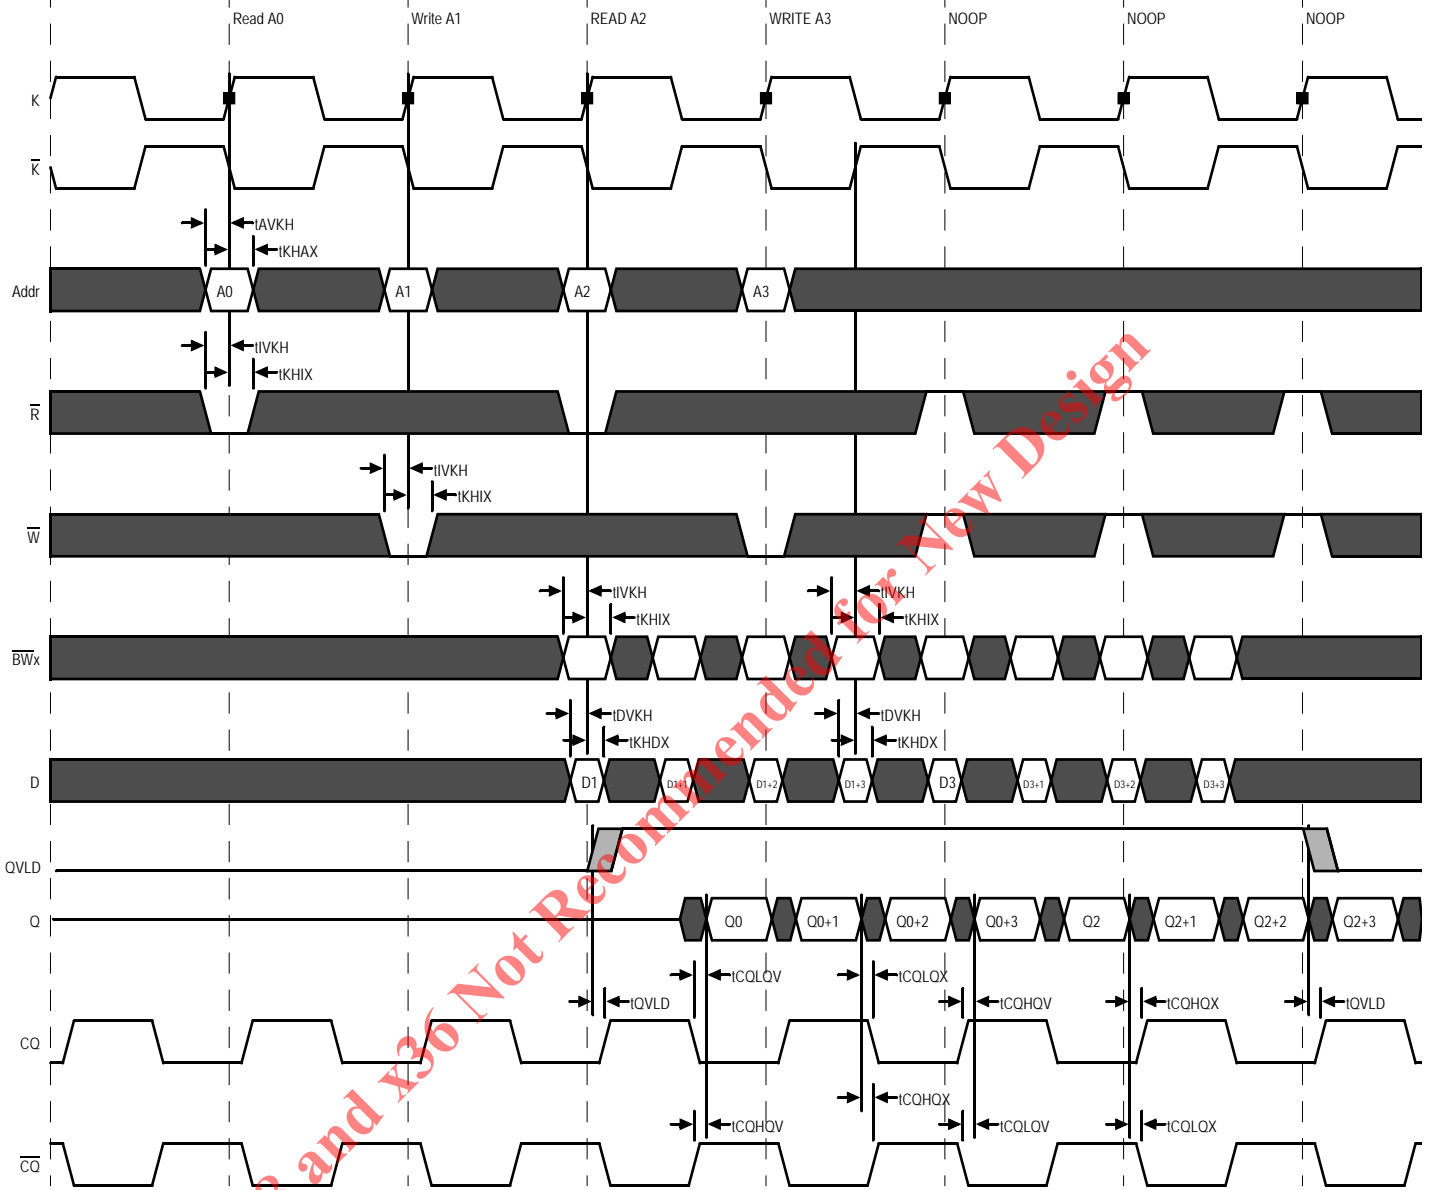 Read A0 Write A1 READ A2 WRITE A3 NOOP NOOP NOOP
K
K
tAVKH
tKHAX
Addr A0 A1 A2 A3
tIVKH
tKHIX
R
tIVKH
tKHIX
W
tIVKH tIVKH
tKHIX tKHIX
BWx
tDVKH tDVKH
tKHDX tKHDX
D D1 D1+1 D1+2 D1+3 D3 D3+1 D3+2 D3+3
QVLD
Q Q0 Q0+1 Q0+2 Q0+3 Q2 Q2+1 Q2+2 Q2+3
tCQLQV tCQLQX
tQVLD tCQHQV tCQHQX tQVLD
CQ
tCQHQX
tCQHQV tCQLQV tCQLQX
CQ
and x36 Not Recommended for New Design